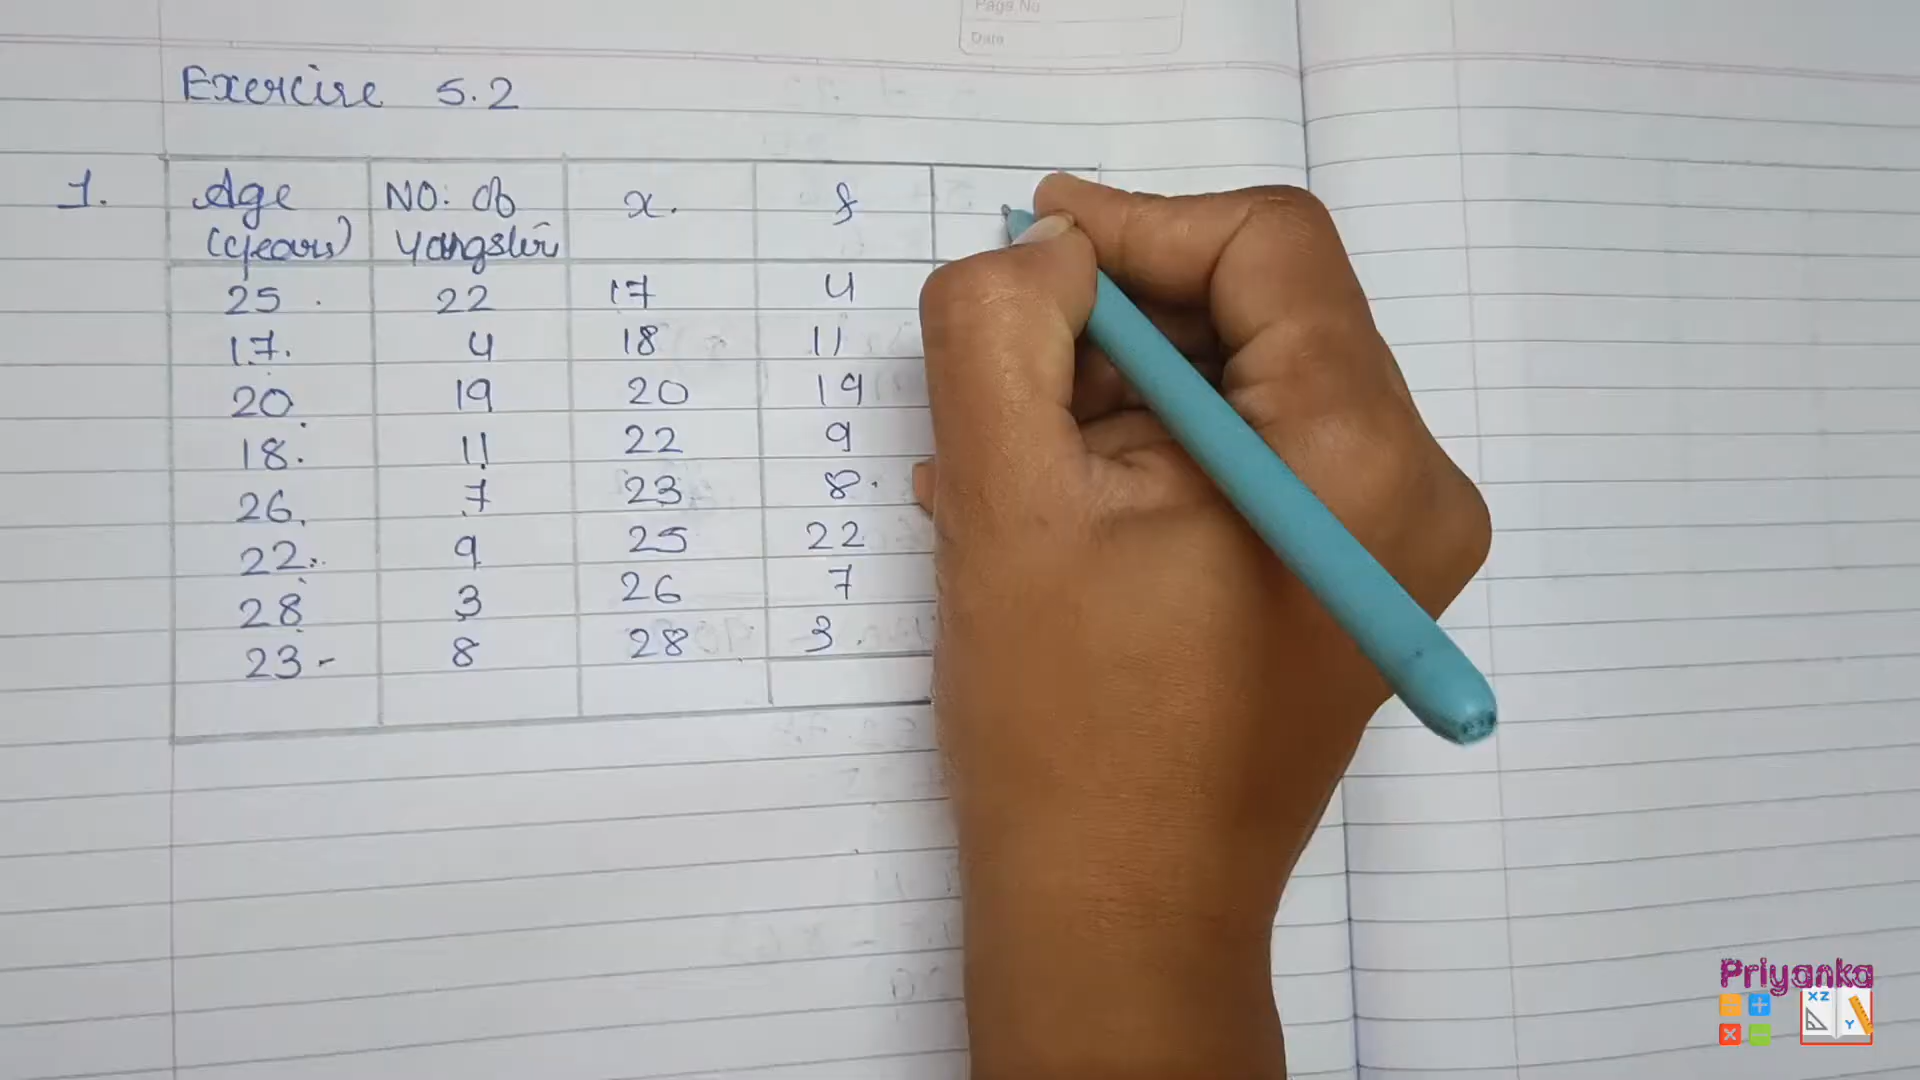 Page No
Date
Exercise 5.2
1. Age (years) NO: Of Yongster x. f
25 22 17 4
17. 4 18 11
20. 19 20 19
18. 11 22 9
26. 7 23 8.
22. 9 25 22
28 3 26 7
23 - 8 28 3.
Priyanka
XZ
Y